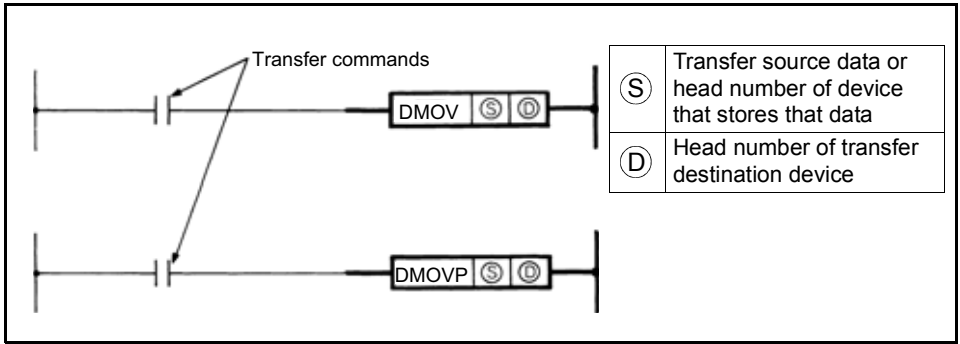 Transfer commands
DMOV Ⓢ Ⓓ
DMOVP Ⓢ Ⓓ
Ⓢ
Transfer source data or
head number of device
that stores that data
Ⓓ
Head number of transfer
destination device